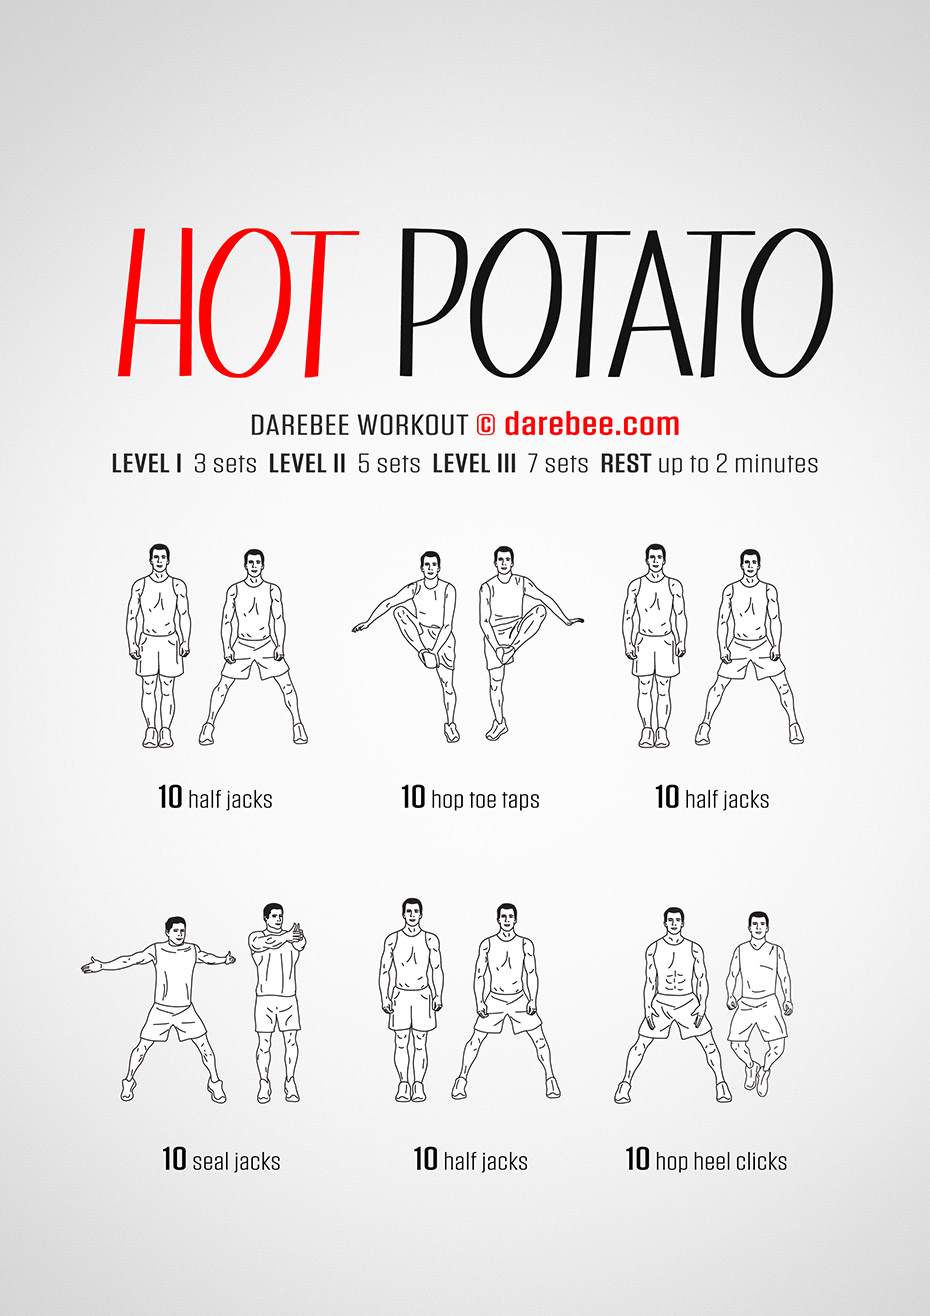 HOT POTATO
DAREBEE WORKOUT © darebee.com
LEVEL I 3 sets LEVEL II 5 sets LEVEL III 7 sets REST up to 2 minutes
10 half jacks
10 hop toe taps
10 half jacks
10 seal jacks
10 half jacks
10 hop heel clicks